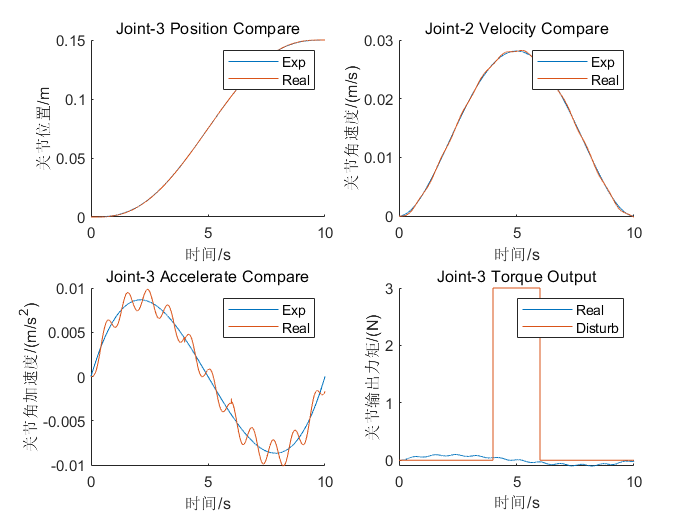 Joint-3 Position Compare
0.15
0.1
0.05
0
0
5
10
关节位置/m
时间/s
Exp
Real
Joint-2 Velocity Compare
0.03
0.02
0.01
0
0
5
10
关节角速度/(m/s)
时间/s
Exp
Real
Joint-3 Accelerate Compare
0.01
0.005
0
-0.005
-0.01
0
5
10
关节角加速度/(m/s²)
时间/s
Exp
Real
Joint-3 Torque Output
3
2
1
0
0
5
10
关节输出力矩/(N)
时间/s
Real
Disturb